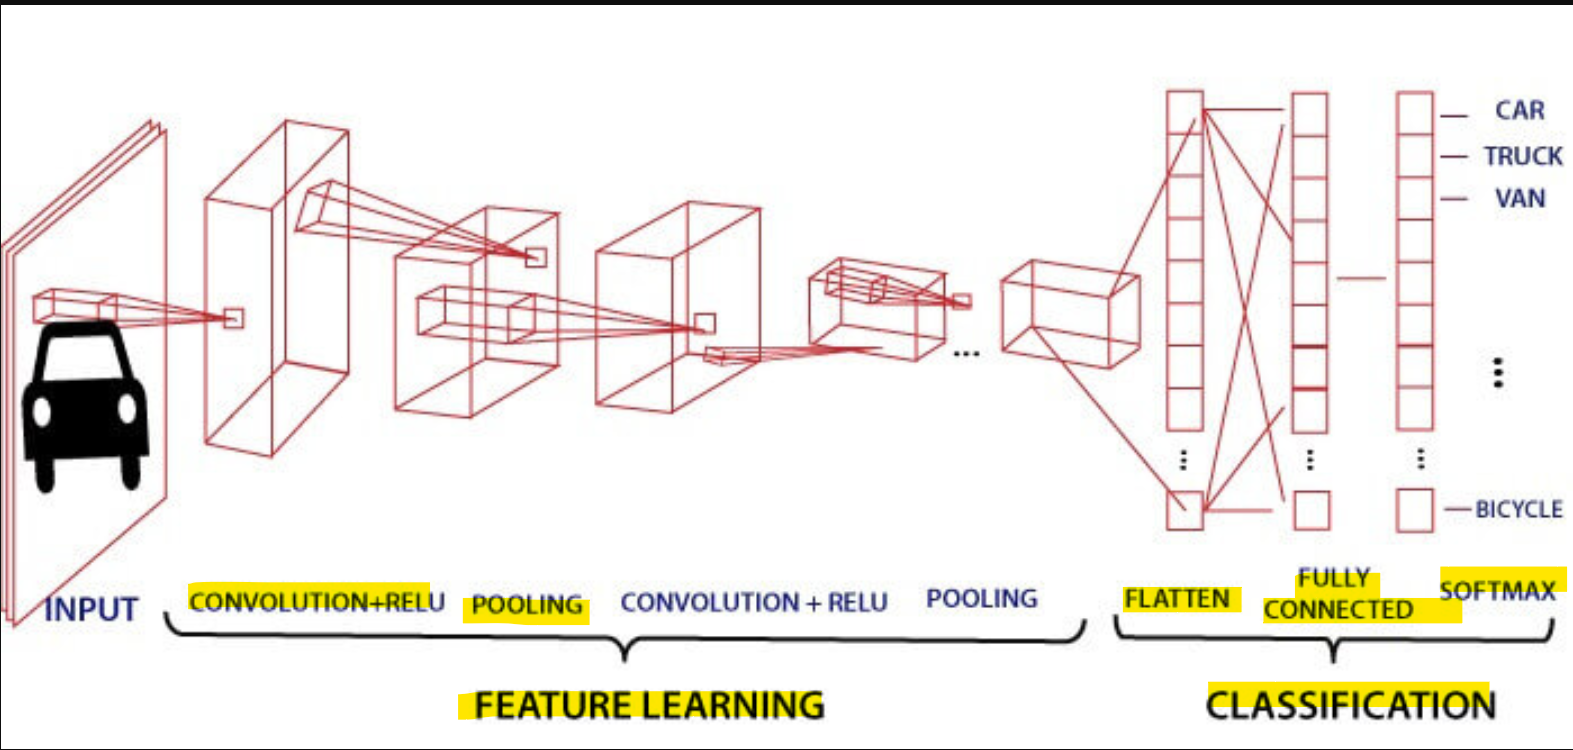 CAR
TRUCK
VAN
BICYCLE
INPUT
CONVOLUTION+RELU
POOLING
CONVOLUTION + RELU
POOLING
FLATTEN
FULLY
CONNECTED
SOFTMAX
FEATURE LEARNING
CLASSIFICATION